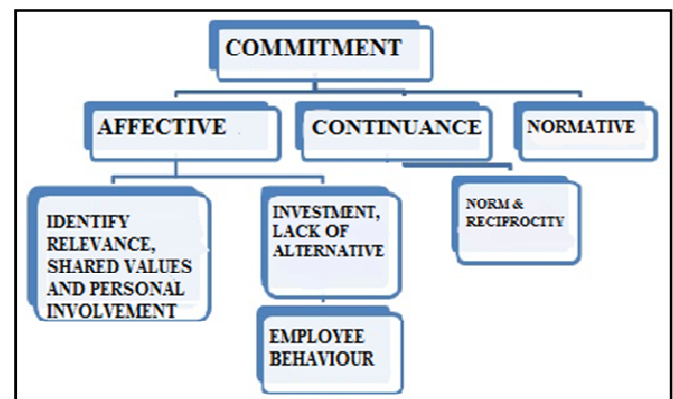 COMMITMENT
AFFECTIVE
CONTINUANCE
NORMATIVE
IDENTIFY
RELEVANCE,
SHARED VALUES
AND PERSONAL
INVOLVEMENT
INVESTMENT,
LACK OF
ALTERNATIVE
NORM &
RECIPROCITY
EMPLOYEE
BEHAVIOUR